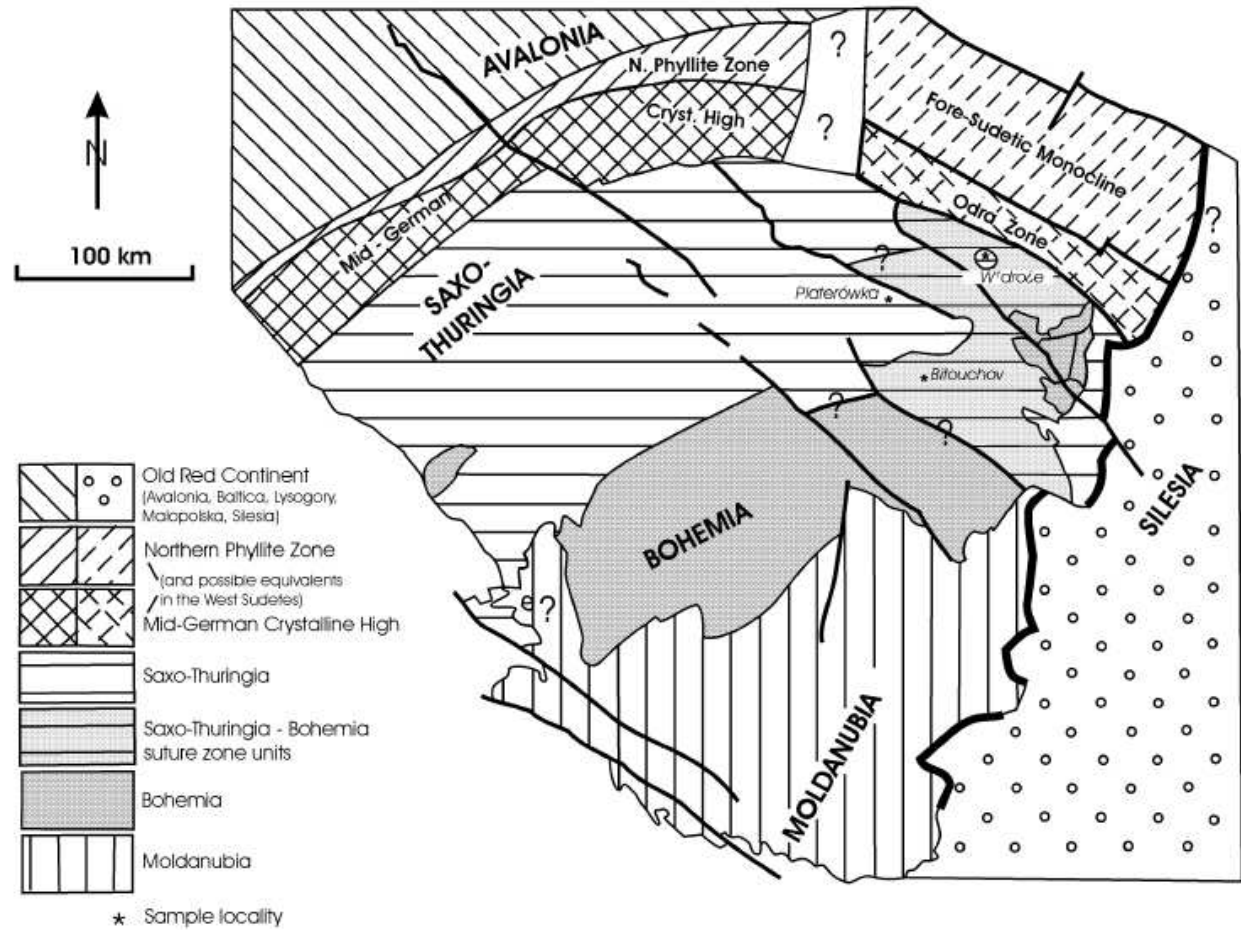 AVALONIA
N. Phyllite Zone
Cryst. High
Mid - German
?
?
Fore-Sudetic Monocline
Odra Zone
?
N
100 km
SAXO-
THURINGIA
?
Platerówka *
*
W'droże
* Bítouchov
?
?
BOHEMIA
SILESIA
?
MOLDANUBIA
Old Red Continent
(Avalonia, Baltica, Lysogory,
Malopolska, Silesia)
Northern Phyllite Zone
(and possible equivalents
in the West Sudetes)
Mid-German Crystalline High
Saxo-Thuringia
Saxo-Thuringia - Bohemia
suture zone units
Bohemia
Moldanubia
* Sample locality